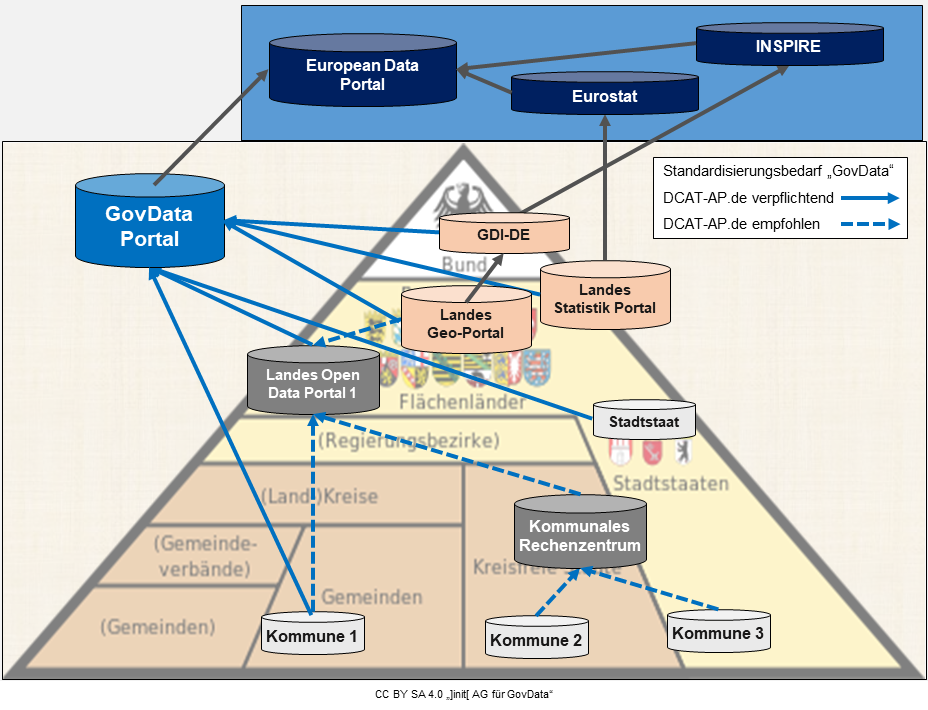 INSPIRE
European Data
Portal
Eurostat
Standardisierungsbedarf „GovData“
DCAT-AP.de verpflichtend
DCAT-AP.de empfohlen
GovData
Portal
GDI-DE
Bund
Landes
Statistik Portal
Landes
Geo-Portal
Landes Open
Data Portal 1
Flächenländer
Stadtstaat
(Regierungsbezirke)
Stadtstaaten
(Land-)Kreise
Kommunales
Rechenzentrum
(Gemeinde-
verbände)
Kreisfreie
Gemeinden
(Gemeinden)
Kommune 1
Kommune 2
Kommune 3
CC BY SA 4.0 „]init[ AG für GovData“